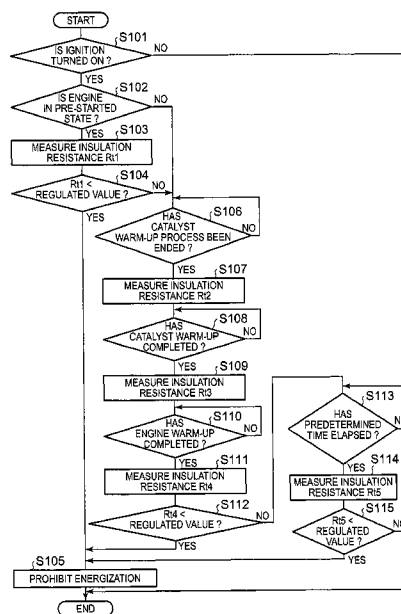 START
S101
IS IGNITION
TURNED ON ?
NO
YES
S102
IS ENGINE
IN PRE-STARTED
STATE ?
NO
YES
S103
MEASURE INSULATION
RESISTANCE Rt1
S104
Rt1 <
REGULATED VALUE ?
NO
YES
S106
HAS
CATALYST
WARM-UP PROCESS BEEN
ENDED ?
NO
YES
S107
MEASURE INSULATION
RESISTANCE Rt2
S108
HAS
CATALYST WARM-UP
COMPLETED ?
NO
YES
S109
MEASURE INSULATION
RESISTANCE Rt3
S110
HAS
ENGINE WARM-UP
COMPLETED ?
NO
YES
S111
MEASURE INSULATION
RESISTANCE Rt4
S112
Rt4 <
REGULATED VALUE ?
NO
YES
S113
HAS
PREDETERMINED
TIME ELAPSED ?
NO
YES
S114
MEASURE INSULATION
RESISTANCE Rt5
S115
Rt5 <
REGULATED
VALUE ?
NO
YES
S105
PROHIBIT ENERGIZATION
END